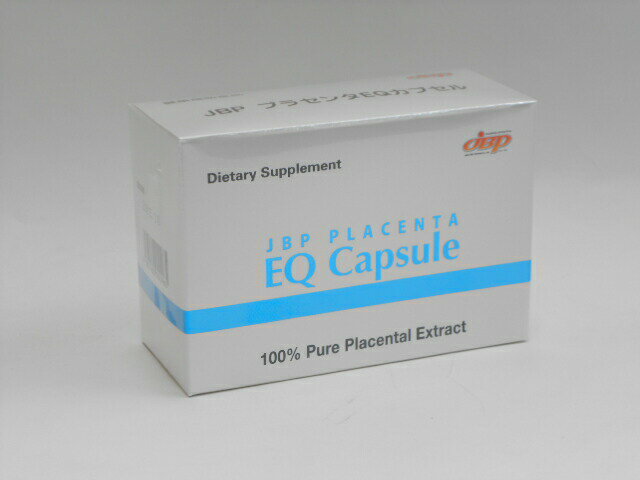 JBP プラセンタEQカプセル
JBP
Dietary Supplement
JBP PLACENTA
EQ Capsule
100% Pure Placental Extract